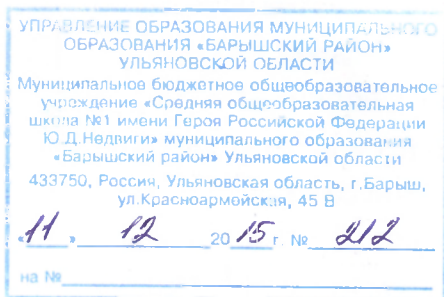 УПРАВЛЕНИЕ ОБРАЗОВАНИЯ МУНИЦИПАЛЬНОГО
ОБРАЗОВАНИЯ «БАРЫШСКИЙ РАЙОН»
УЛЬЯНОВСКОЙ ОБЛАСТИ
Муниципальное бюджетное общеобразовательное
учреждение «Средняя общеобразовательная
школа №1 имени Героя Российской Федерации
Ю.Д.Недвиги» муниципального образования
«Барышский район» Ульяновской области
433750, Россия, Ульяновская область, г.Барыш,
ул.Красноармейская, 45 В
«11» 12 2015г. № 212
на №